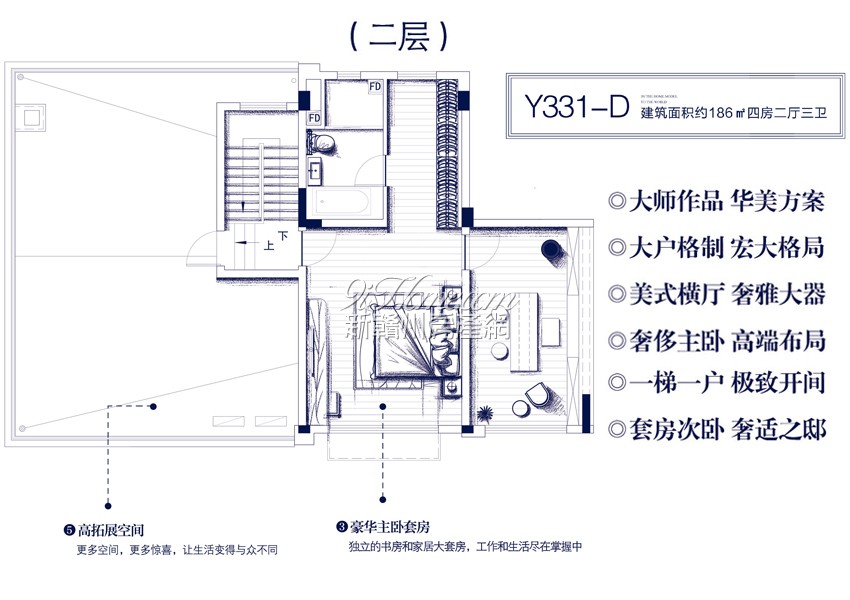 （二层）
Y331-D
建筑面积约186㎡四房二厅三卫
FD
FD
上
下
9iHome.com
新赣州房產網
◎大师作品 华美方案
◎大户格制 宏大格局
◎美式横厅 奢雅大器
◎奢侈主卧 高端布局
◎一梯一户 极致开间
◎套房次卧 奢适之邸
❺高拓展空间
更多空间，更多惊喜，让生活变得与众不同
❸豪华主卧套房
独立的书房和家居大套房，工作和生活尽在掌握中